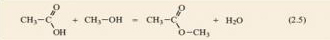 O O
CH₃–C + CH₃–OH = CH₃–C + H₂O (2.5)
OH O–CH₃